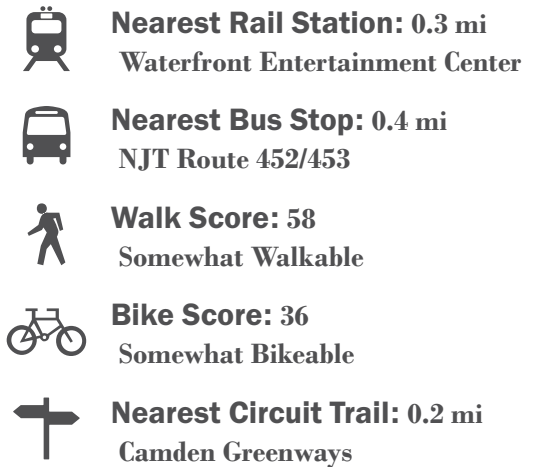 Nearest Rail Station: 0.3 mi
Waterfront Entertainment Center
Nearest Bus Stop: 0.4 mi
NJT Route 452/453
Walk Score: 58
Somewhat Walkable
Bike Score: 36
Somewhat Bikeable
Nearest Circuit Trail: 0.2 mi
Camden Greenways